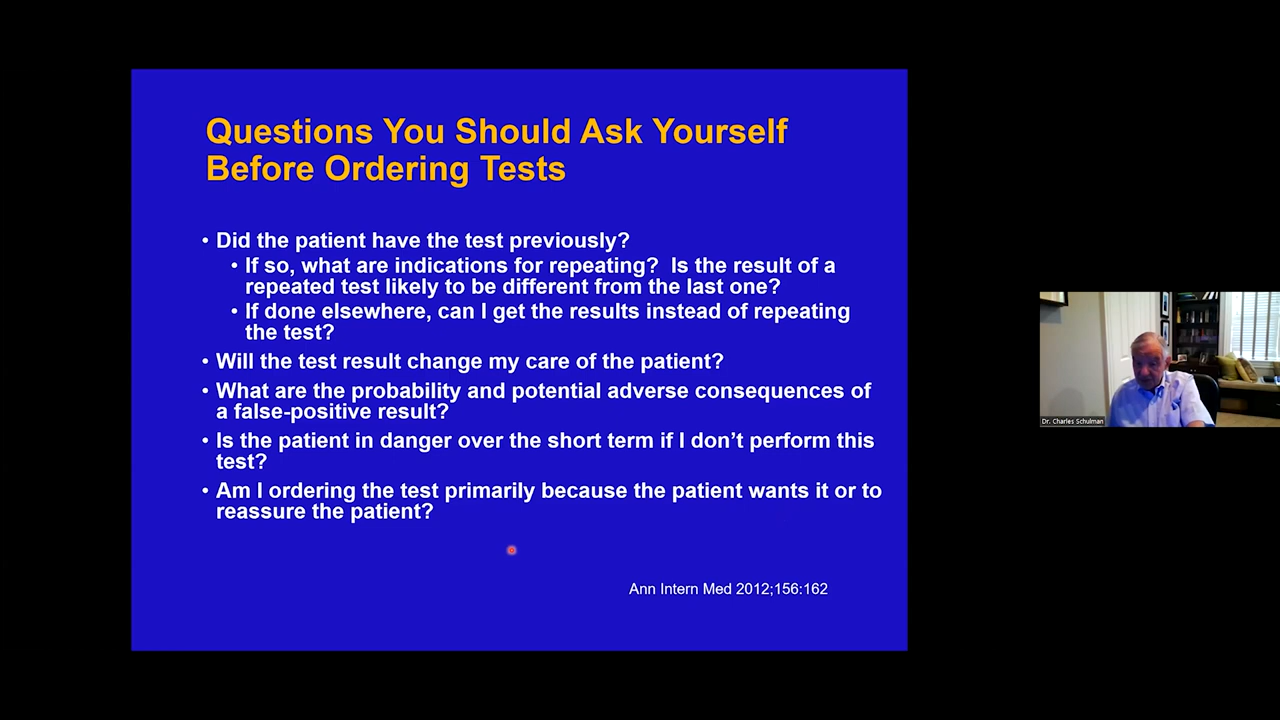 Questions You Should Ask Yourself
Before Ordering Tests
• Did the patient have the test previously?
• If so, what are indications for repeating?  Is the result of a
repeated test likely to be different from the last one?
• If done elsewhere, can I get the results instead of repeating
the test?
• Will the test result change my care of the patient?
• What are the probability and potential adverse consequences of
a false-positive result?
• Is the patient in danger over the short term if I don’t perform this
test?
• Am I ordering the test primarily because the patient wants it or to
reassure the patient?
Ann Intern Med 2012;156:162
Dr. Charles Schulman